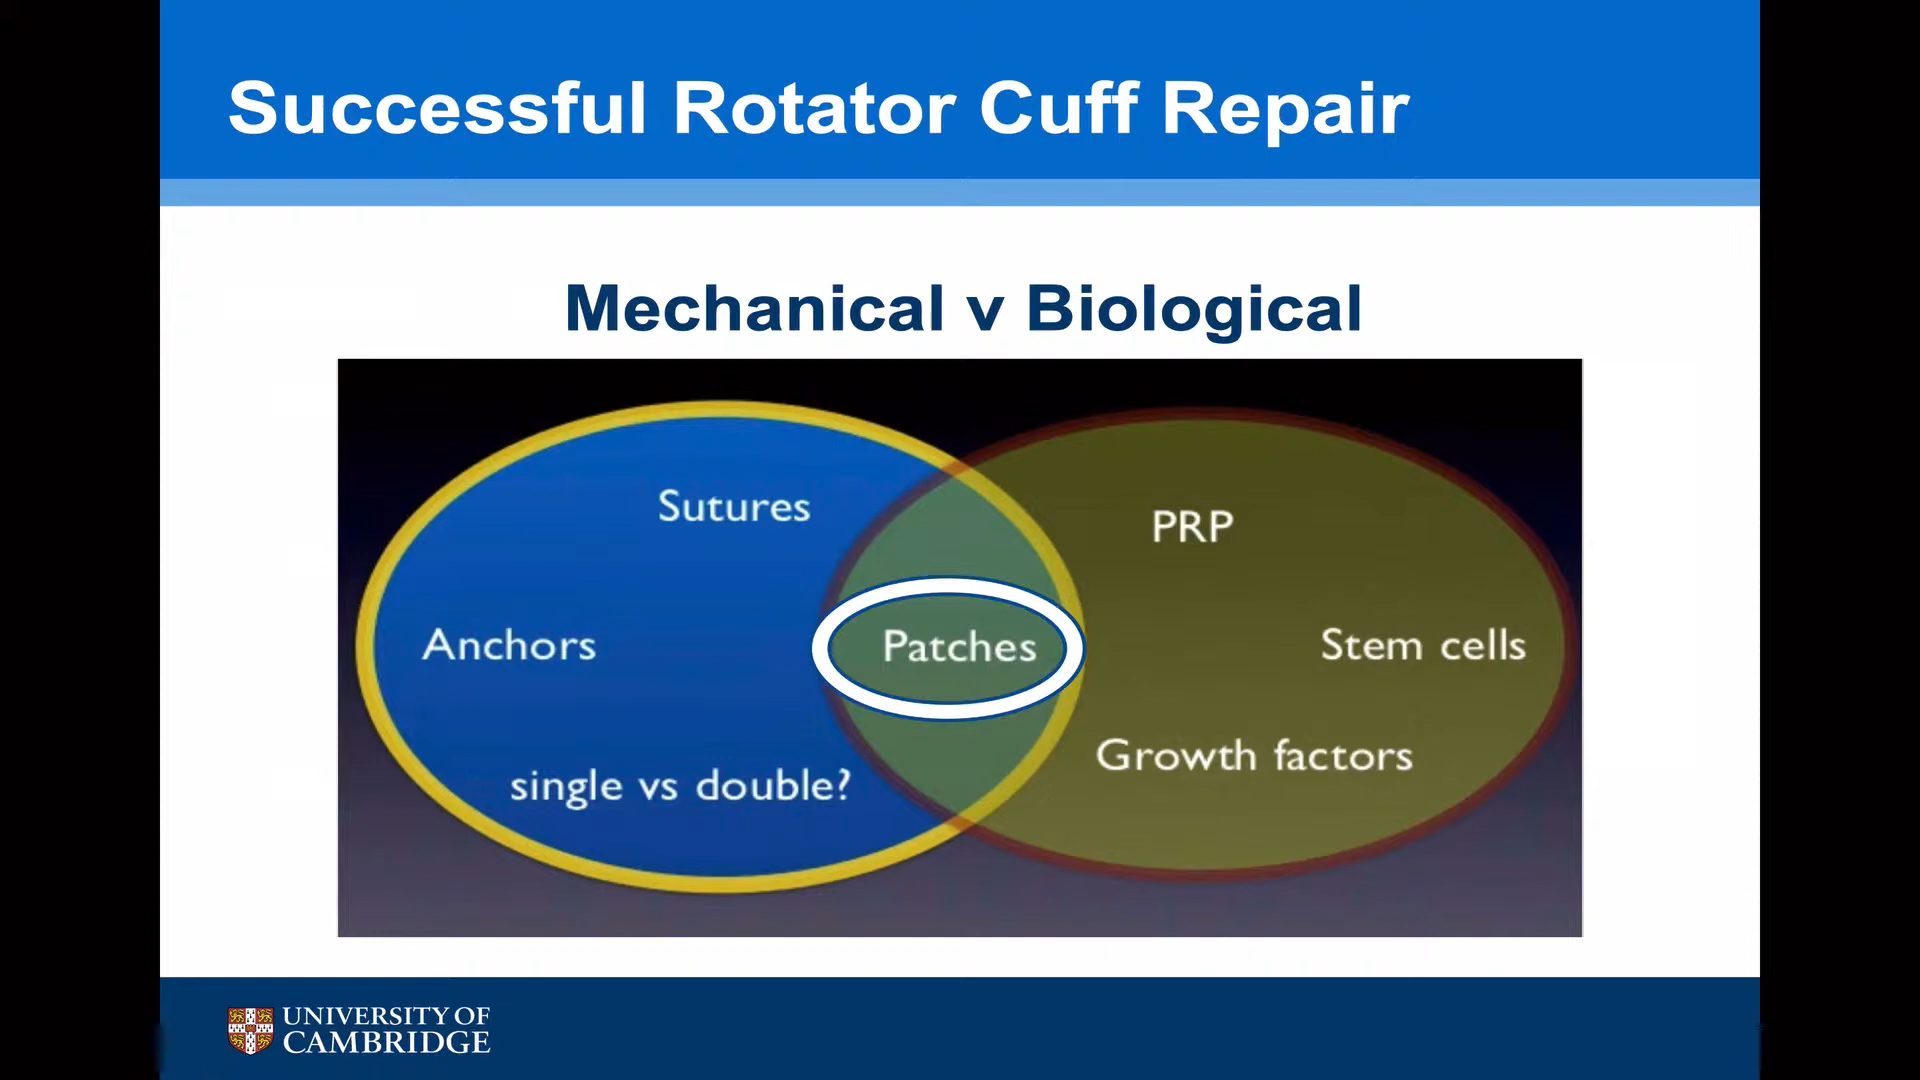 Successful Rotator Cuff Repair
Mechanical v Biological
Sutures
PRP
Anchors
Patches
Stem cells
Growth factors
single vs double?
UNIVERSITY OF
CAMBRIDGE